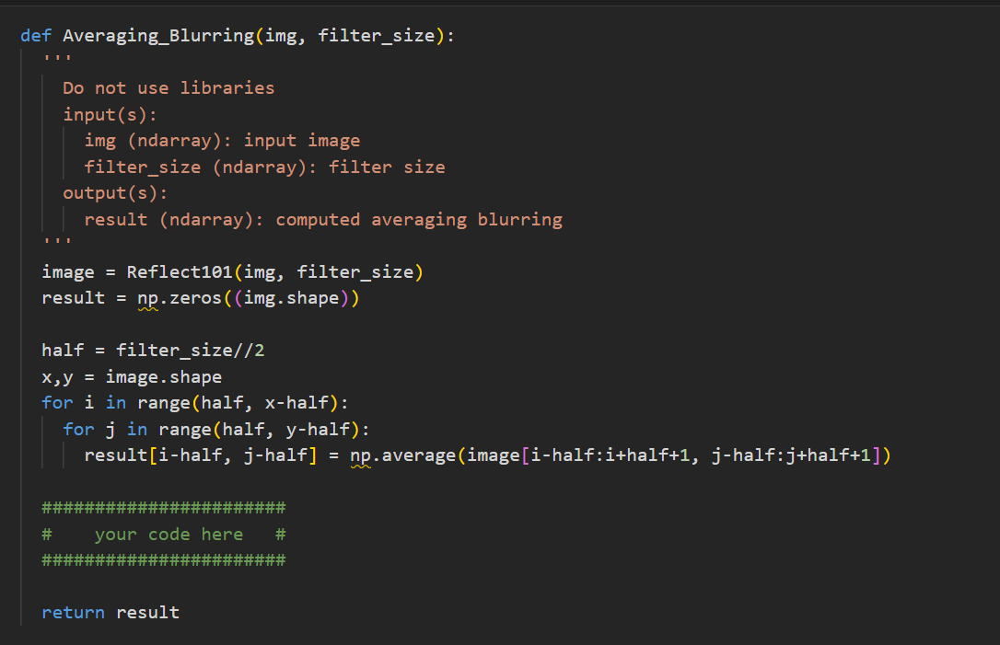 def Averaging_Blurring(img, filter_size):
  '''
    Do not use libraries
    input(s):
      img (ndarray): input image
      filter_size (ndarray): filter size
    output(s):
      result (ndarray): computed averaging blurring
  '''
  image = Reflect101(img, filter_size)
  result = np.zeros((img.shape))

  half = filter_size//2
  x,y = image.shape
  for i in range(half, x-half):
    for j in range(half, y-half):
      result[i-half, j-half] = np.average(image[i-half:i+half+1, j-half:j+half+1])

  #######################
  #    your code here   #
  #######################

  return result